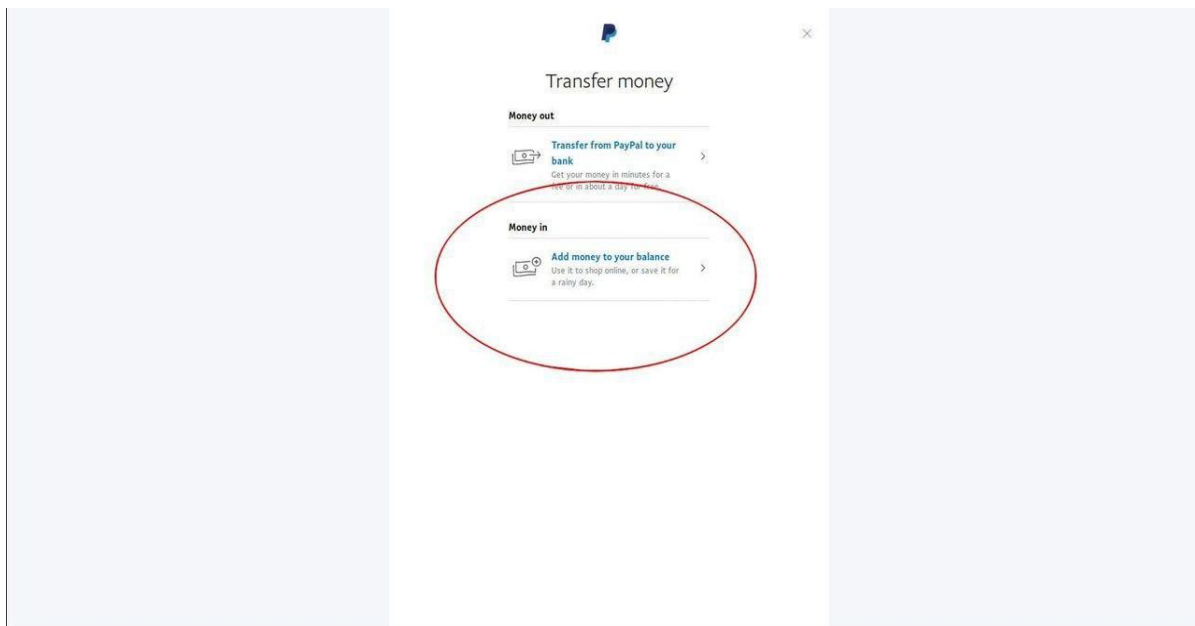 Transfer money
Money out
Transfer from PayPal to your
bank
Get your money in minutes for a
fee or in about a day for free.
Money in
Add money to your balance
Use it to shop online, or save it for
a rainy day.